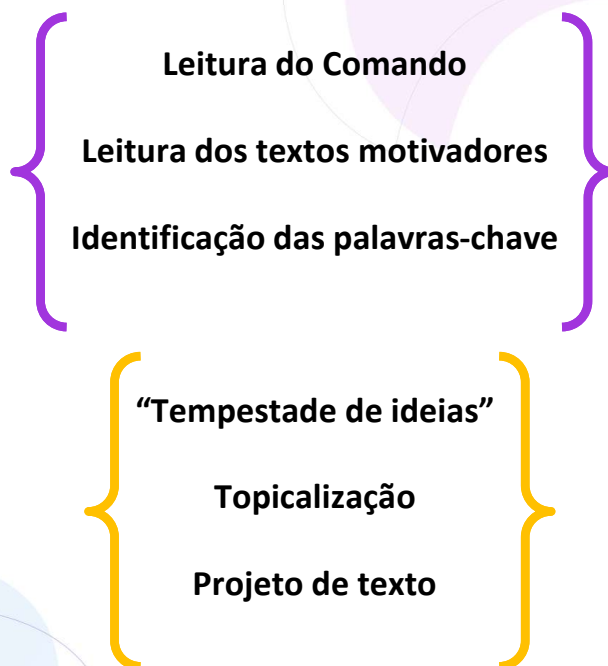 Leitura do Comando
Leitura dos textos motivadores
Identificação das palavras-chave
“Tempestade de ideias”
Topicalização
Projeto de texto